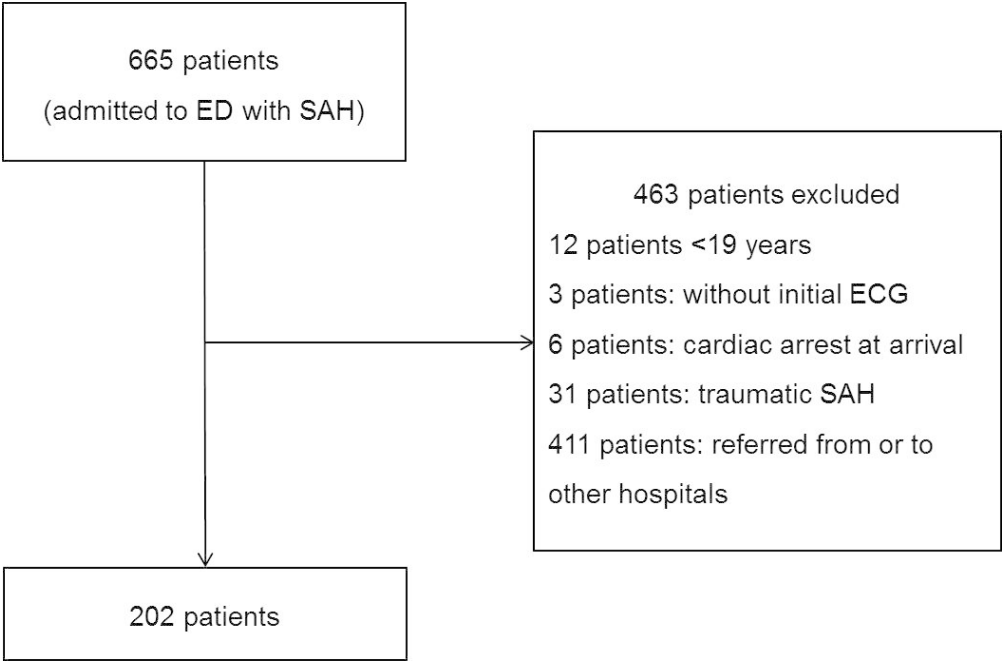 665 patients
(admitted to ED with SAH)
463 patients excluded
12 patients <19 years
3 patients: without initial ECG
6 patients: cardiac arrest at arrival
31 patients: traumatic SAH
411 patients: referred from or to
other hospitals
202 patients